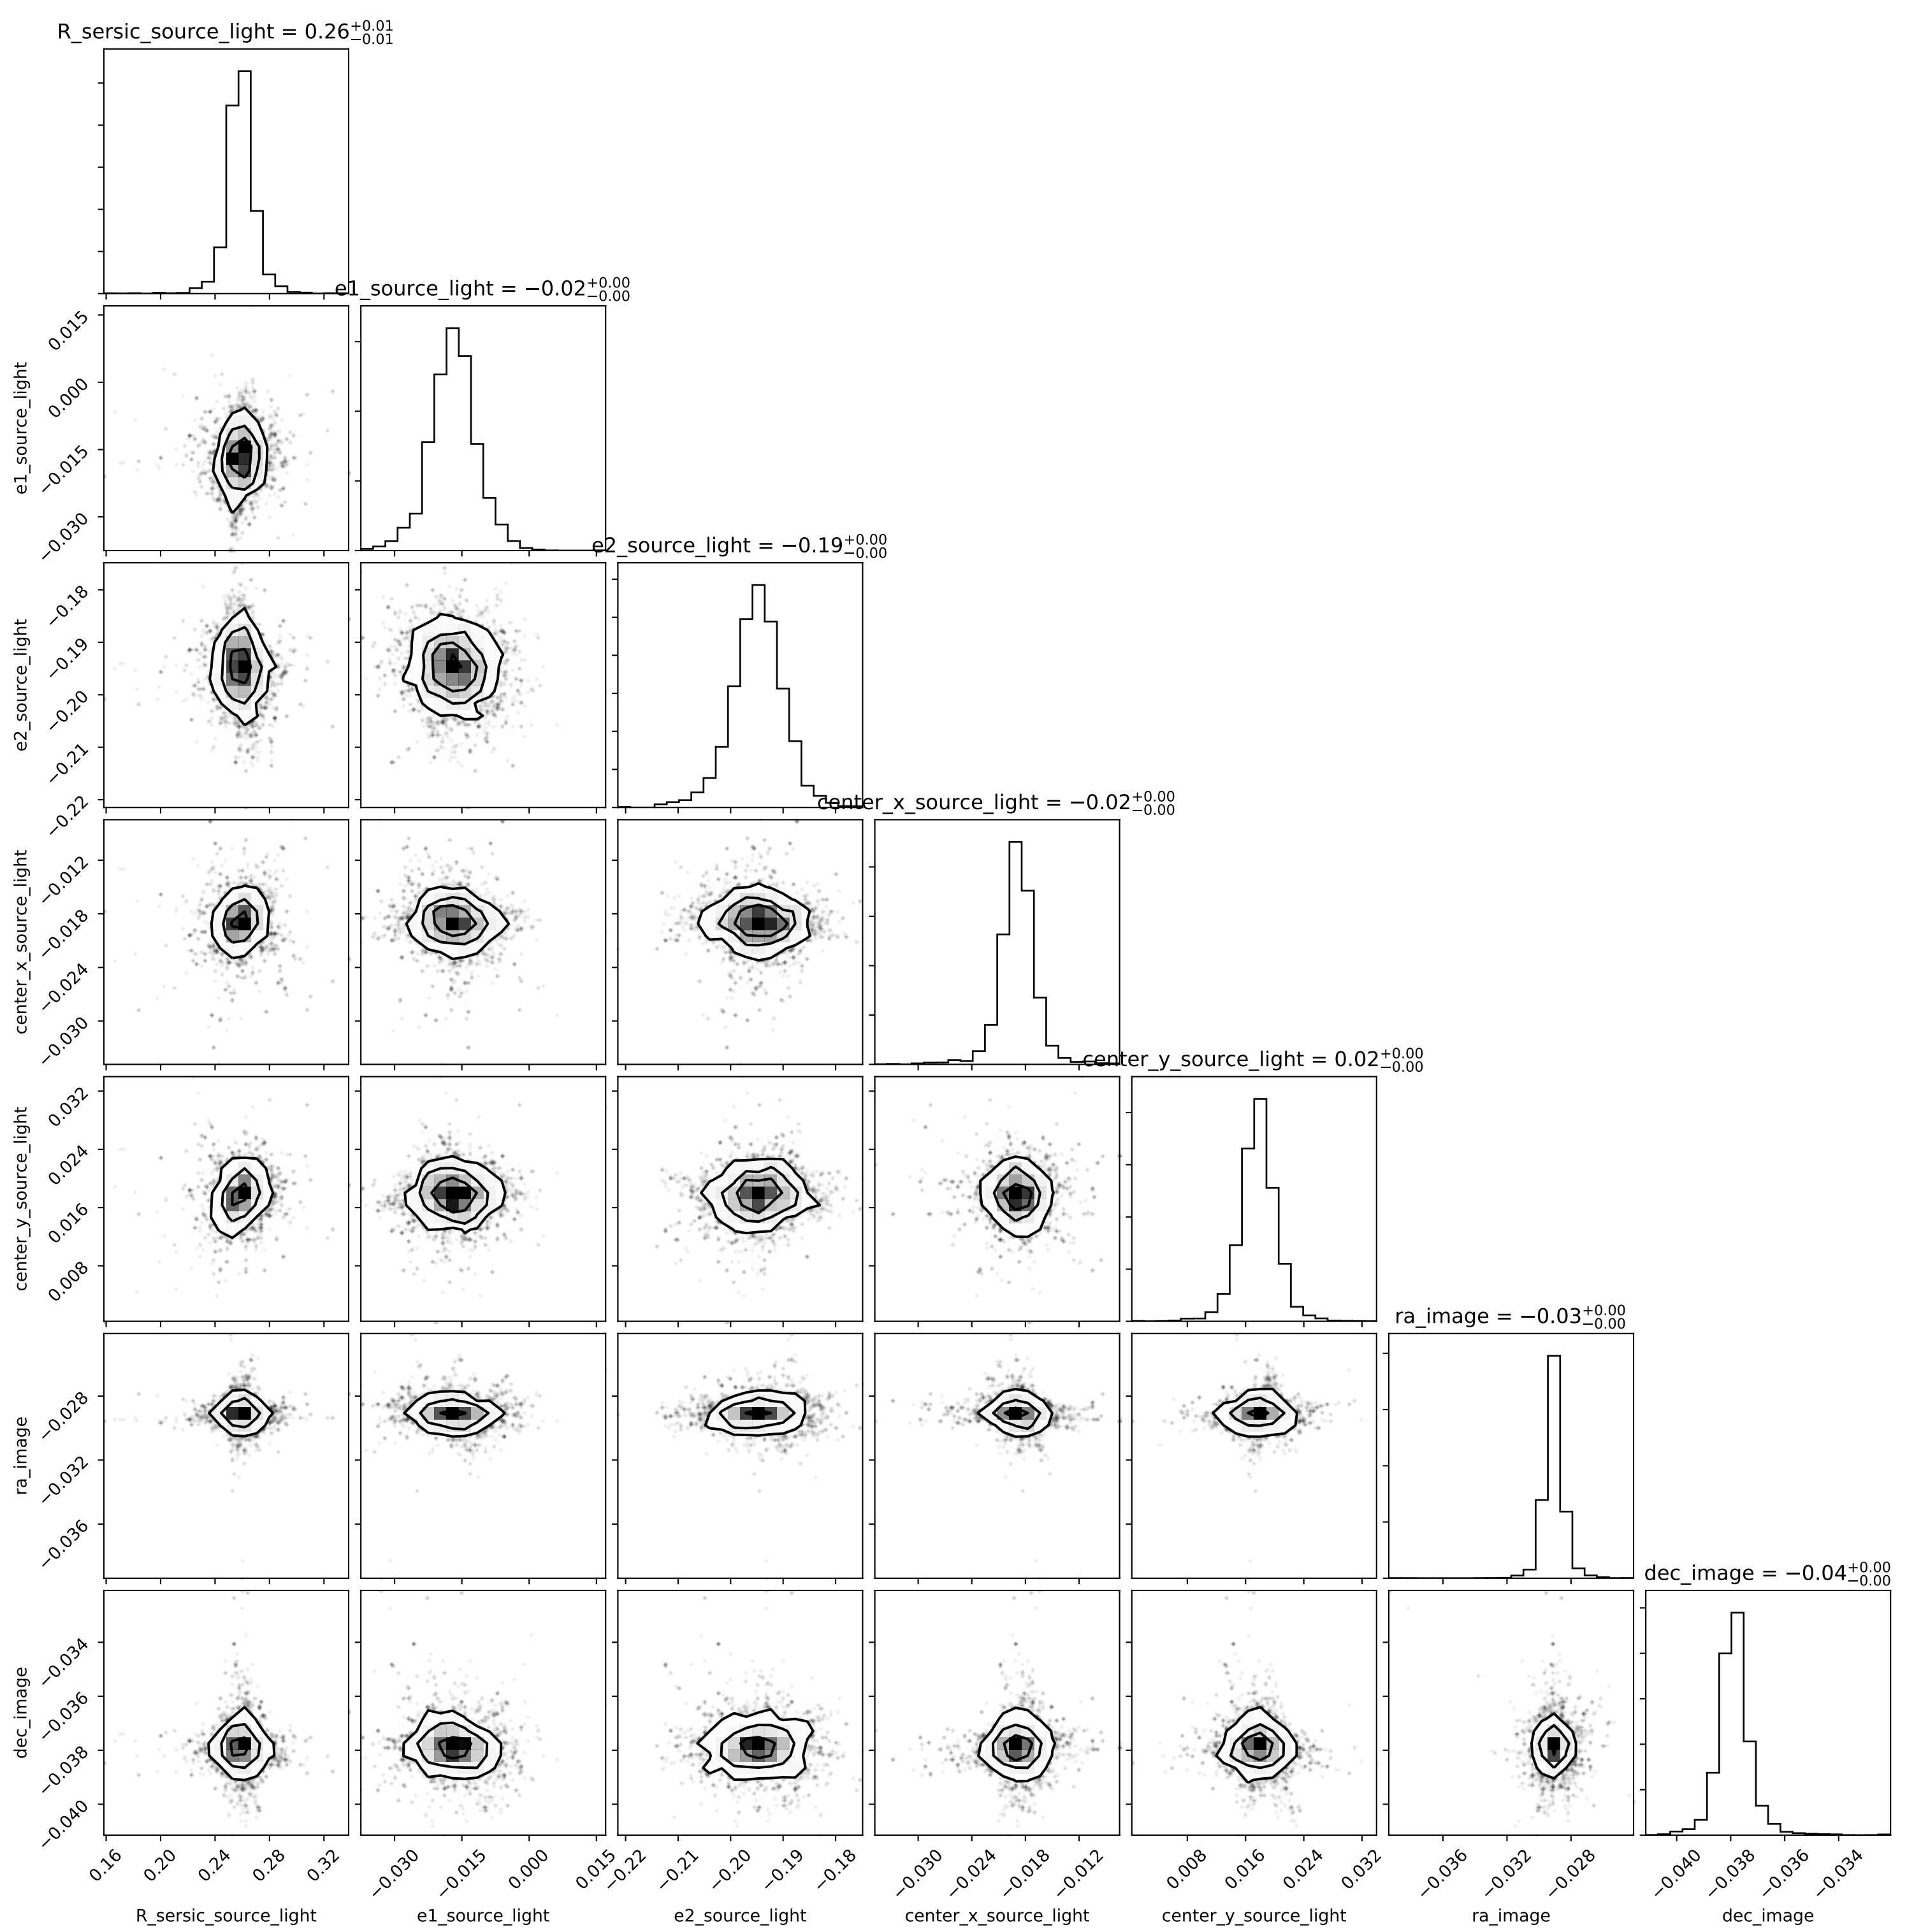 R_sersic_source_light = 0.26+0.01 −0.01
e1_source_light = −0.02+0.00 −0.00
0.015
0.000
−0.015
−0.030
e1_source_light
e2_source_light = −0.19+0.00 −0.00
−0.18
−0.19
−0.20
−0.21
−0.22
e2_source_light
center_x_source_light = −0.02+0.00 −0.00
−0.012
−0.018
−0.024
−0.030
center_x_source_light
center_y_source_light = 0.02+0.00 −0.00
0.032
0.024
0.016
0.008
center_y_source_light
ra_image = −0.03+0.00 −0.00
−0.028
−0.032
−0.036
ra_image
dec_image = −0.04+0.00 −0.00
−0.034
−0.036
−0.038
−0.040
dec_image
0.16 0.20 0.24 0.28 0.32
−0.030 −0.015 0.000 0.015
−0.22 −0.21 −0.20 −0.19 −0.18
−0.030 −0.024 −0.018 −0.012
0.008 0.016 0.024 0.032
−0.036 −0.032 −0.028
−0.040 −0.038 −0.036 −0.034
R_sersic_source_light e1_source_light e2_source_light center_x_source_light center_y_source_light ra_image dec_image